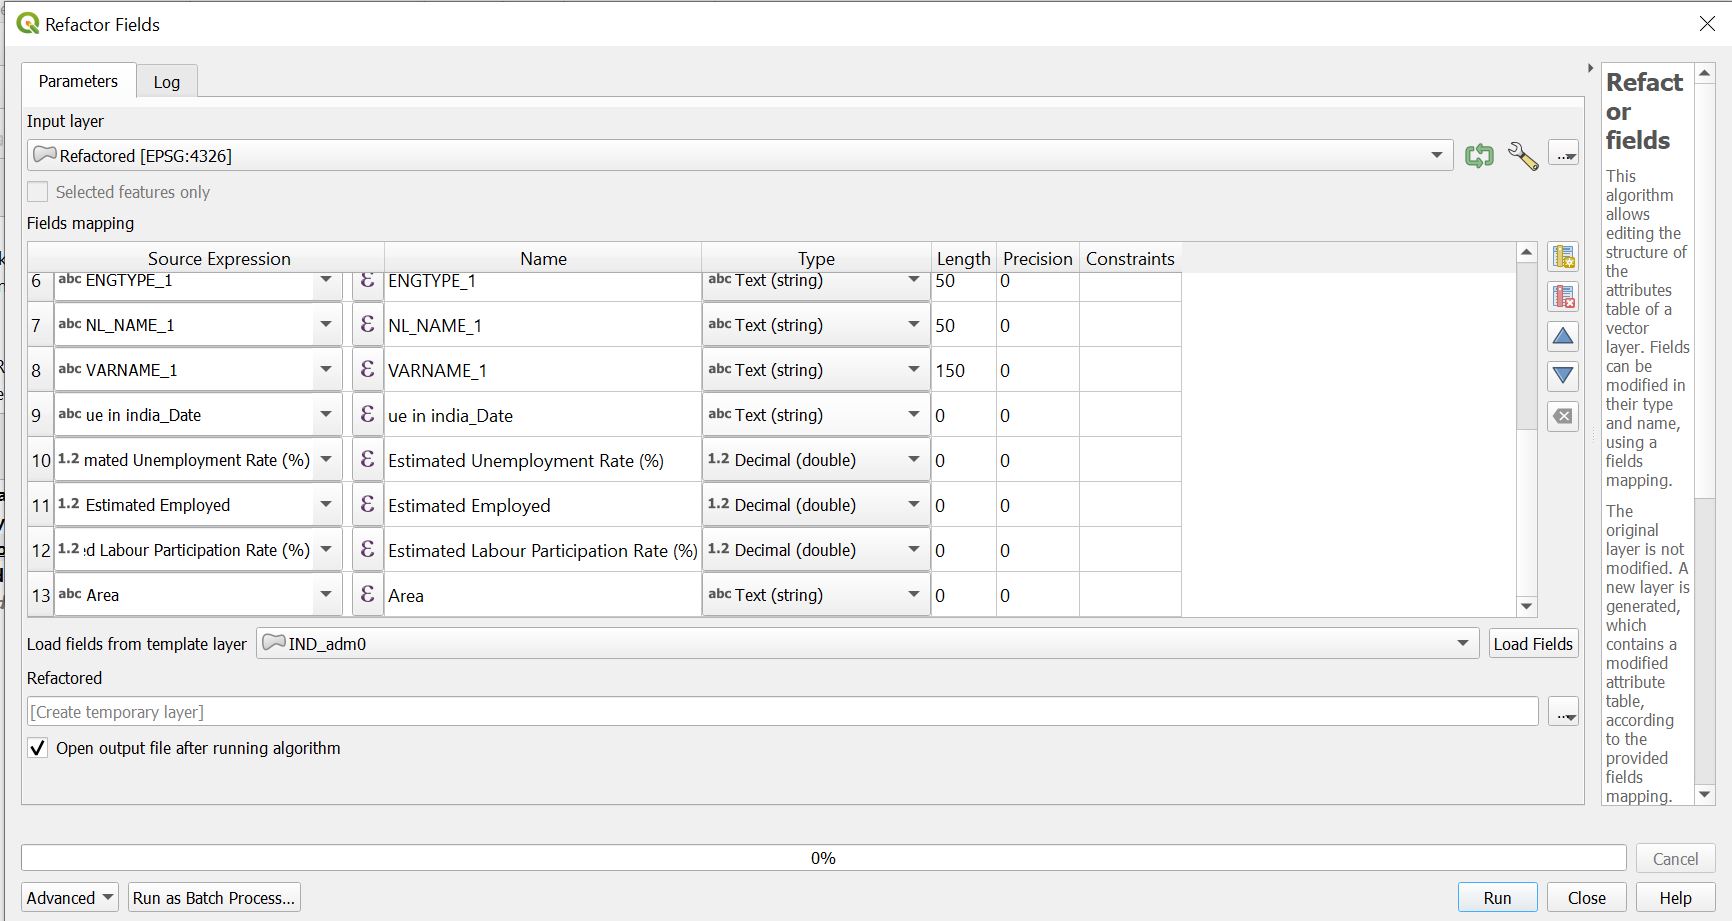 Refactor Fields
Parameters
Log
Input layer
Refactored [EPSG:4326]
...
Selected features only
Fields mapping
Source Expression Name Type Length Precision Constraints
6 abc ENGTYPE_1 ε ENGTYPE_1 abc Text (string) 50 0
7 abc NL_NAME_1 ε NL_NAME_1 abc Text (string) 50 0
8 abc VARNAME_1 ε VARNAME_1 abc Text (string) 150 0
9 abc ue in india_Date ε ue in india_Date abc Text (string) 0 0
10 1.2 mated Unemployment Rate (%) ε Estimated Unemployment Rate (%) 1.2 Decimal (double) 0 0
11 1.2 Estimated Employed ε Estimated Employed 1.2 Decimal (double) 0 0
12 1.2 d Labour Participation Rate (%) ε Estimated Labour Participation Rate (%) 1.2 Decimal (double) 0 0
13 abc Area ε Area abc Text (string) 0 0
Load fields from template layer IND_adm0 Load Fields
Refactored
[Create temporary layer]
...
Open output file after running algorithm
Refact
or
fields
This
algorithm
allows
editing the
structure of
the
attributes
table of a
vector
layer. Fields
can be
modified in
their type
and name,
using a
fields
mapping.
The
original
layer is not
modified. A
new layer is
generated,
which
contains a
modified
attribute
table,
according
to the
provided
fields
mapping.
0%
Cancel
Advanced
Run as Batch Process...
Run
Close
Help